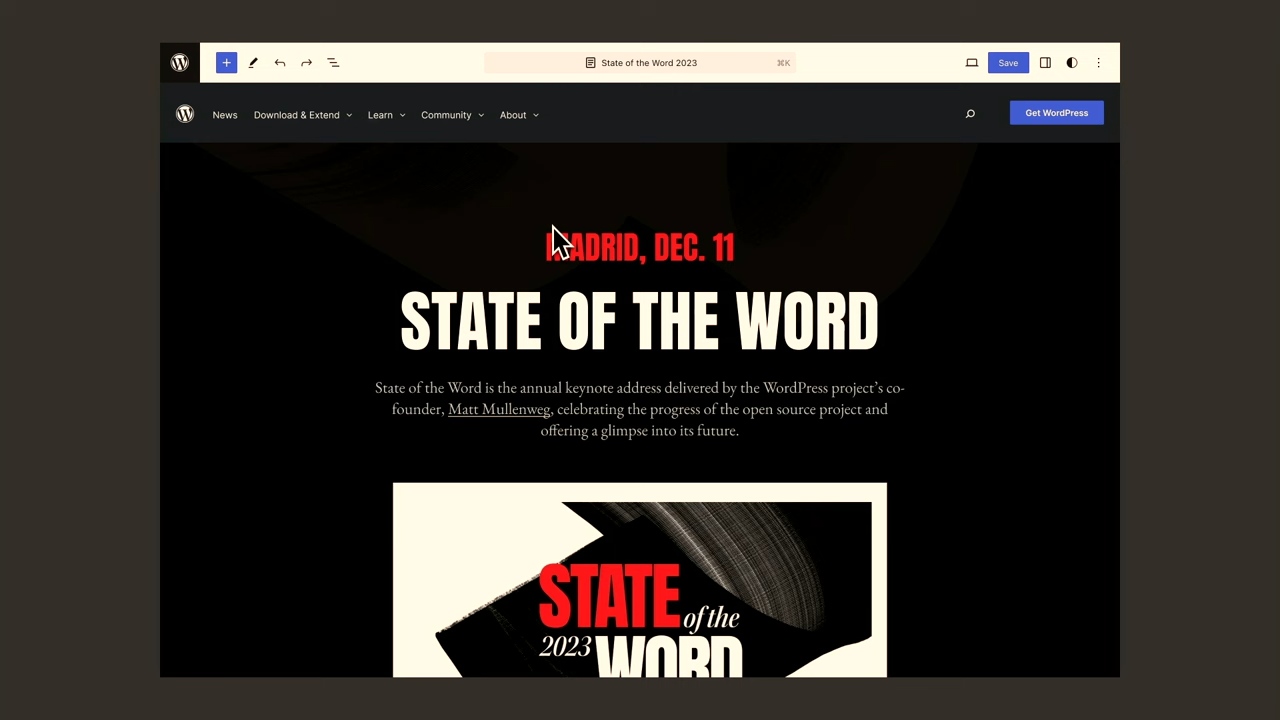 State of the Word 2023
⌘K
Save
News
Download & Extend
Learn
Community
About
Get WordPress
MADRID, DEC. 11
STATE OF THE WORD
State of the Word is the annual keynote address delivered by the WordPress project’s co-
founder, Matt Mullenweg, celebrating the progress of the open source project and
offering a glimpse into its future.
STATE
of the
2023
WORD